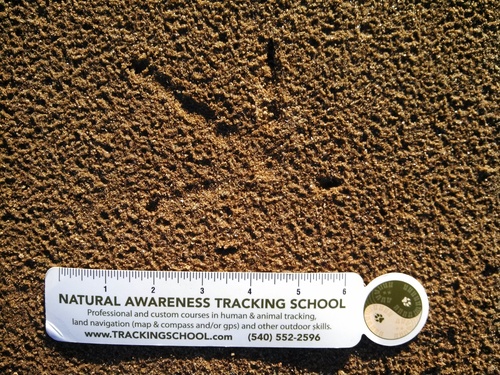 1 2 3 4 5 6
NATURAL AWARENESS TRACKING SCHOOL
Professional and custom courses in human & animal tracking,
land navigation (map & compass and/or gps) and other outdoor skills.
www.TRACKINGSCHOOL.com (540) 552-2596